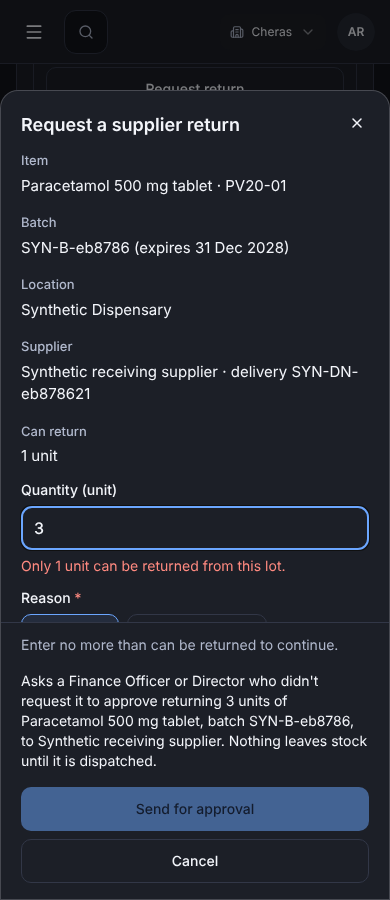 Cheras
AR
Request return
Request a supplier return
Item
Paracetamol 500 mg tablet · PV20-01
Batch
SYN-B-eb8786 (expires 31 Dec 2028)
Location
Synthetic Dispensary
Supplier
Synthetic receiving supplier · delivery SYN-DN-
eb878621
Can return
1 unit
Quantity (unit)
3
Only 1 unit can be returned from this lot.
Reason *
Enter no more than can be returned to continue.
Asks a Finance Officer or Director who didn't
request it to approve returning 3 units of
Paracetamol 500 mg tablet, batch SYN-B-eb8786,
to Synthetic receiving supplier. Nothing leaves stock
until it is dispatched.
Send for approval
Cancel